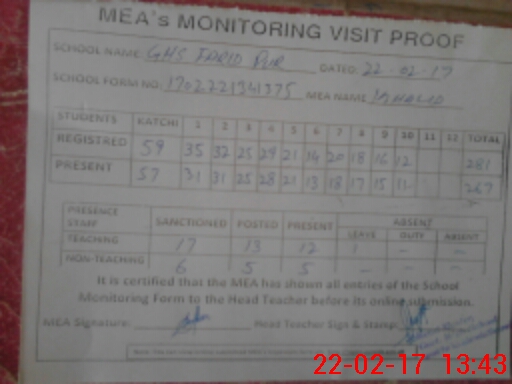 MEA's MONITORING VISIT PROOF
SCHOOL NAME: GHS FARID PUR DATED: 22-02-17
SCHOOL FORM NO: 1702221341375 MEA NAME KHALID
STUDENTS KATCHI 1 2 3 4 5 6 7 8 9 10 11 12 TOTAL
REGISTRED 59 35 32 25 29 21 14 20 18 16 12 281
PRESENT 57 31 31 25 28 21 13 18 17 15 11 267
PRESENCE STAFF SANCTIONED POSTED PRESENT ABSENT
LEAVE DUTY ABSENT
TEACHING 17 13 12 1 - -
NON-TEACHING 6 5 5 - - -
It is certified that the MEA has shown all entries of the School
Monitoring Form to the Head Teacher before its online submission.
MEA Signature: Head Teacher Sign & Stamp:
22-02-17 13:43